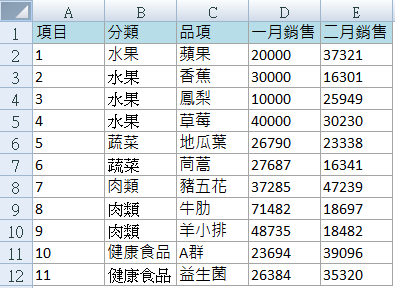 A B C D E
1 項目 分類 品項 一月銷售 二月銷售
2 1 水果 蘋果 20000 37321
3 2 水果 香蕉 30000 16301
4 3 水果 鳳梨 10000 25949
5 4 水果 草莓 40000 30230
6 5 蔬菜 地瓜葉 26790 23338
7 6 蔬菜 茼蒿 27687 16341
8 7 肉類 豬五花 37285 47239
9 8 肉類 牛肋 71482 18697
10 9 肉類 羊小排 48735 18482
11 10 健康食品 A群 23694 39096
12 11 健康食品 益生菌 26384 35320